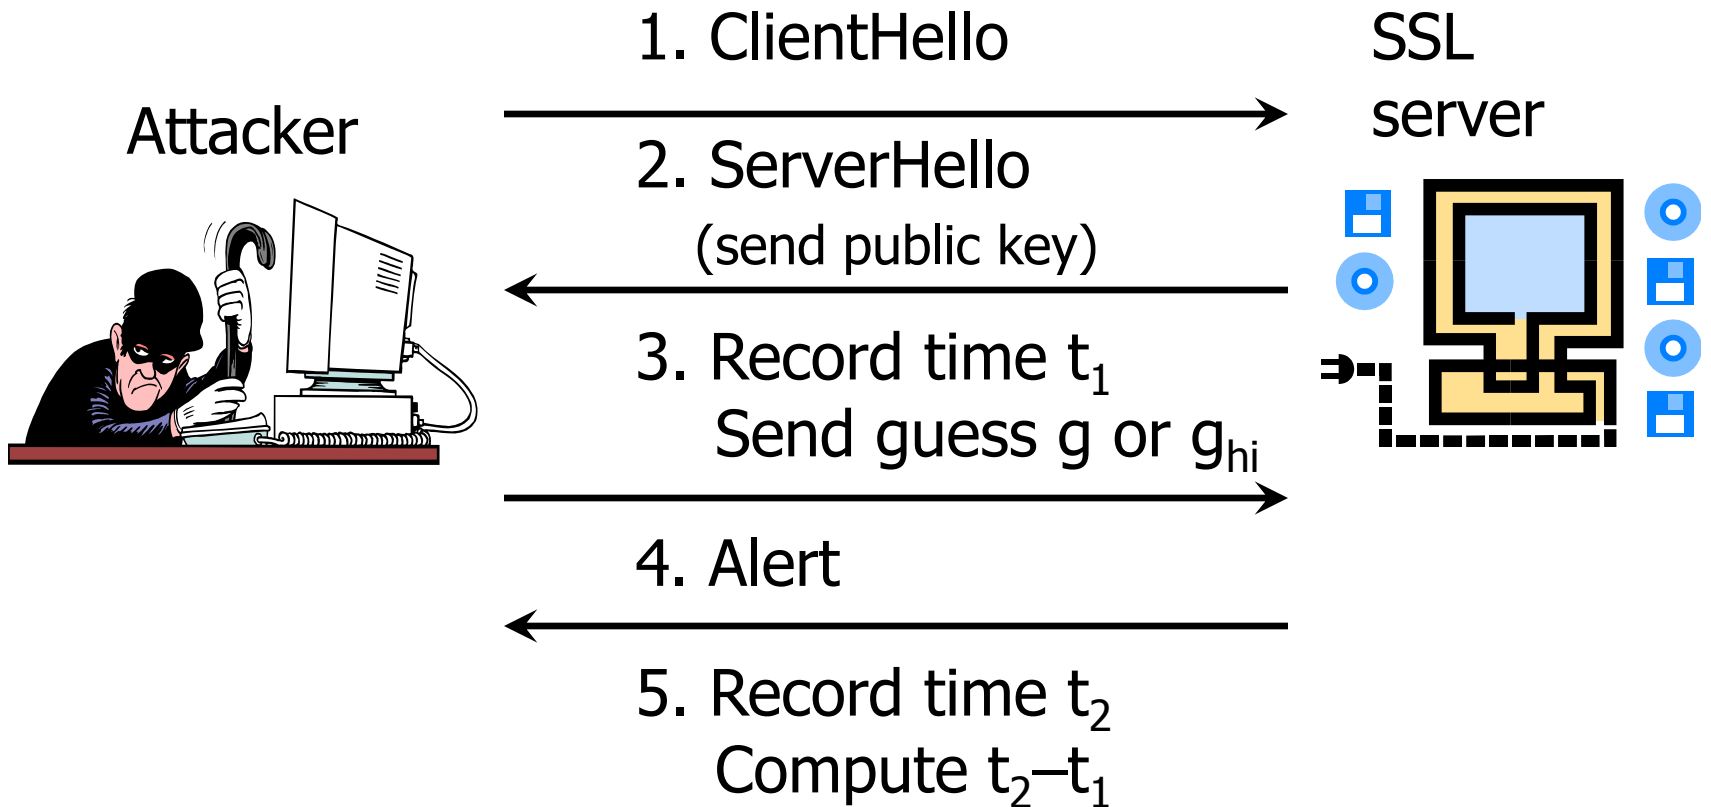 1. ClientHello
SSL
server
Attacker
2. ServerHello
(send public key)
3. Record time t₁
Send guess g or g_hi
4. Alert
5. Record time t₂
Compute t₂–t₁